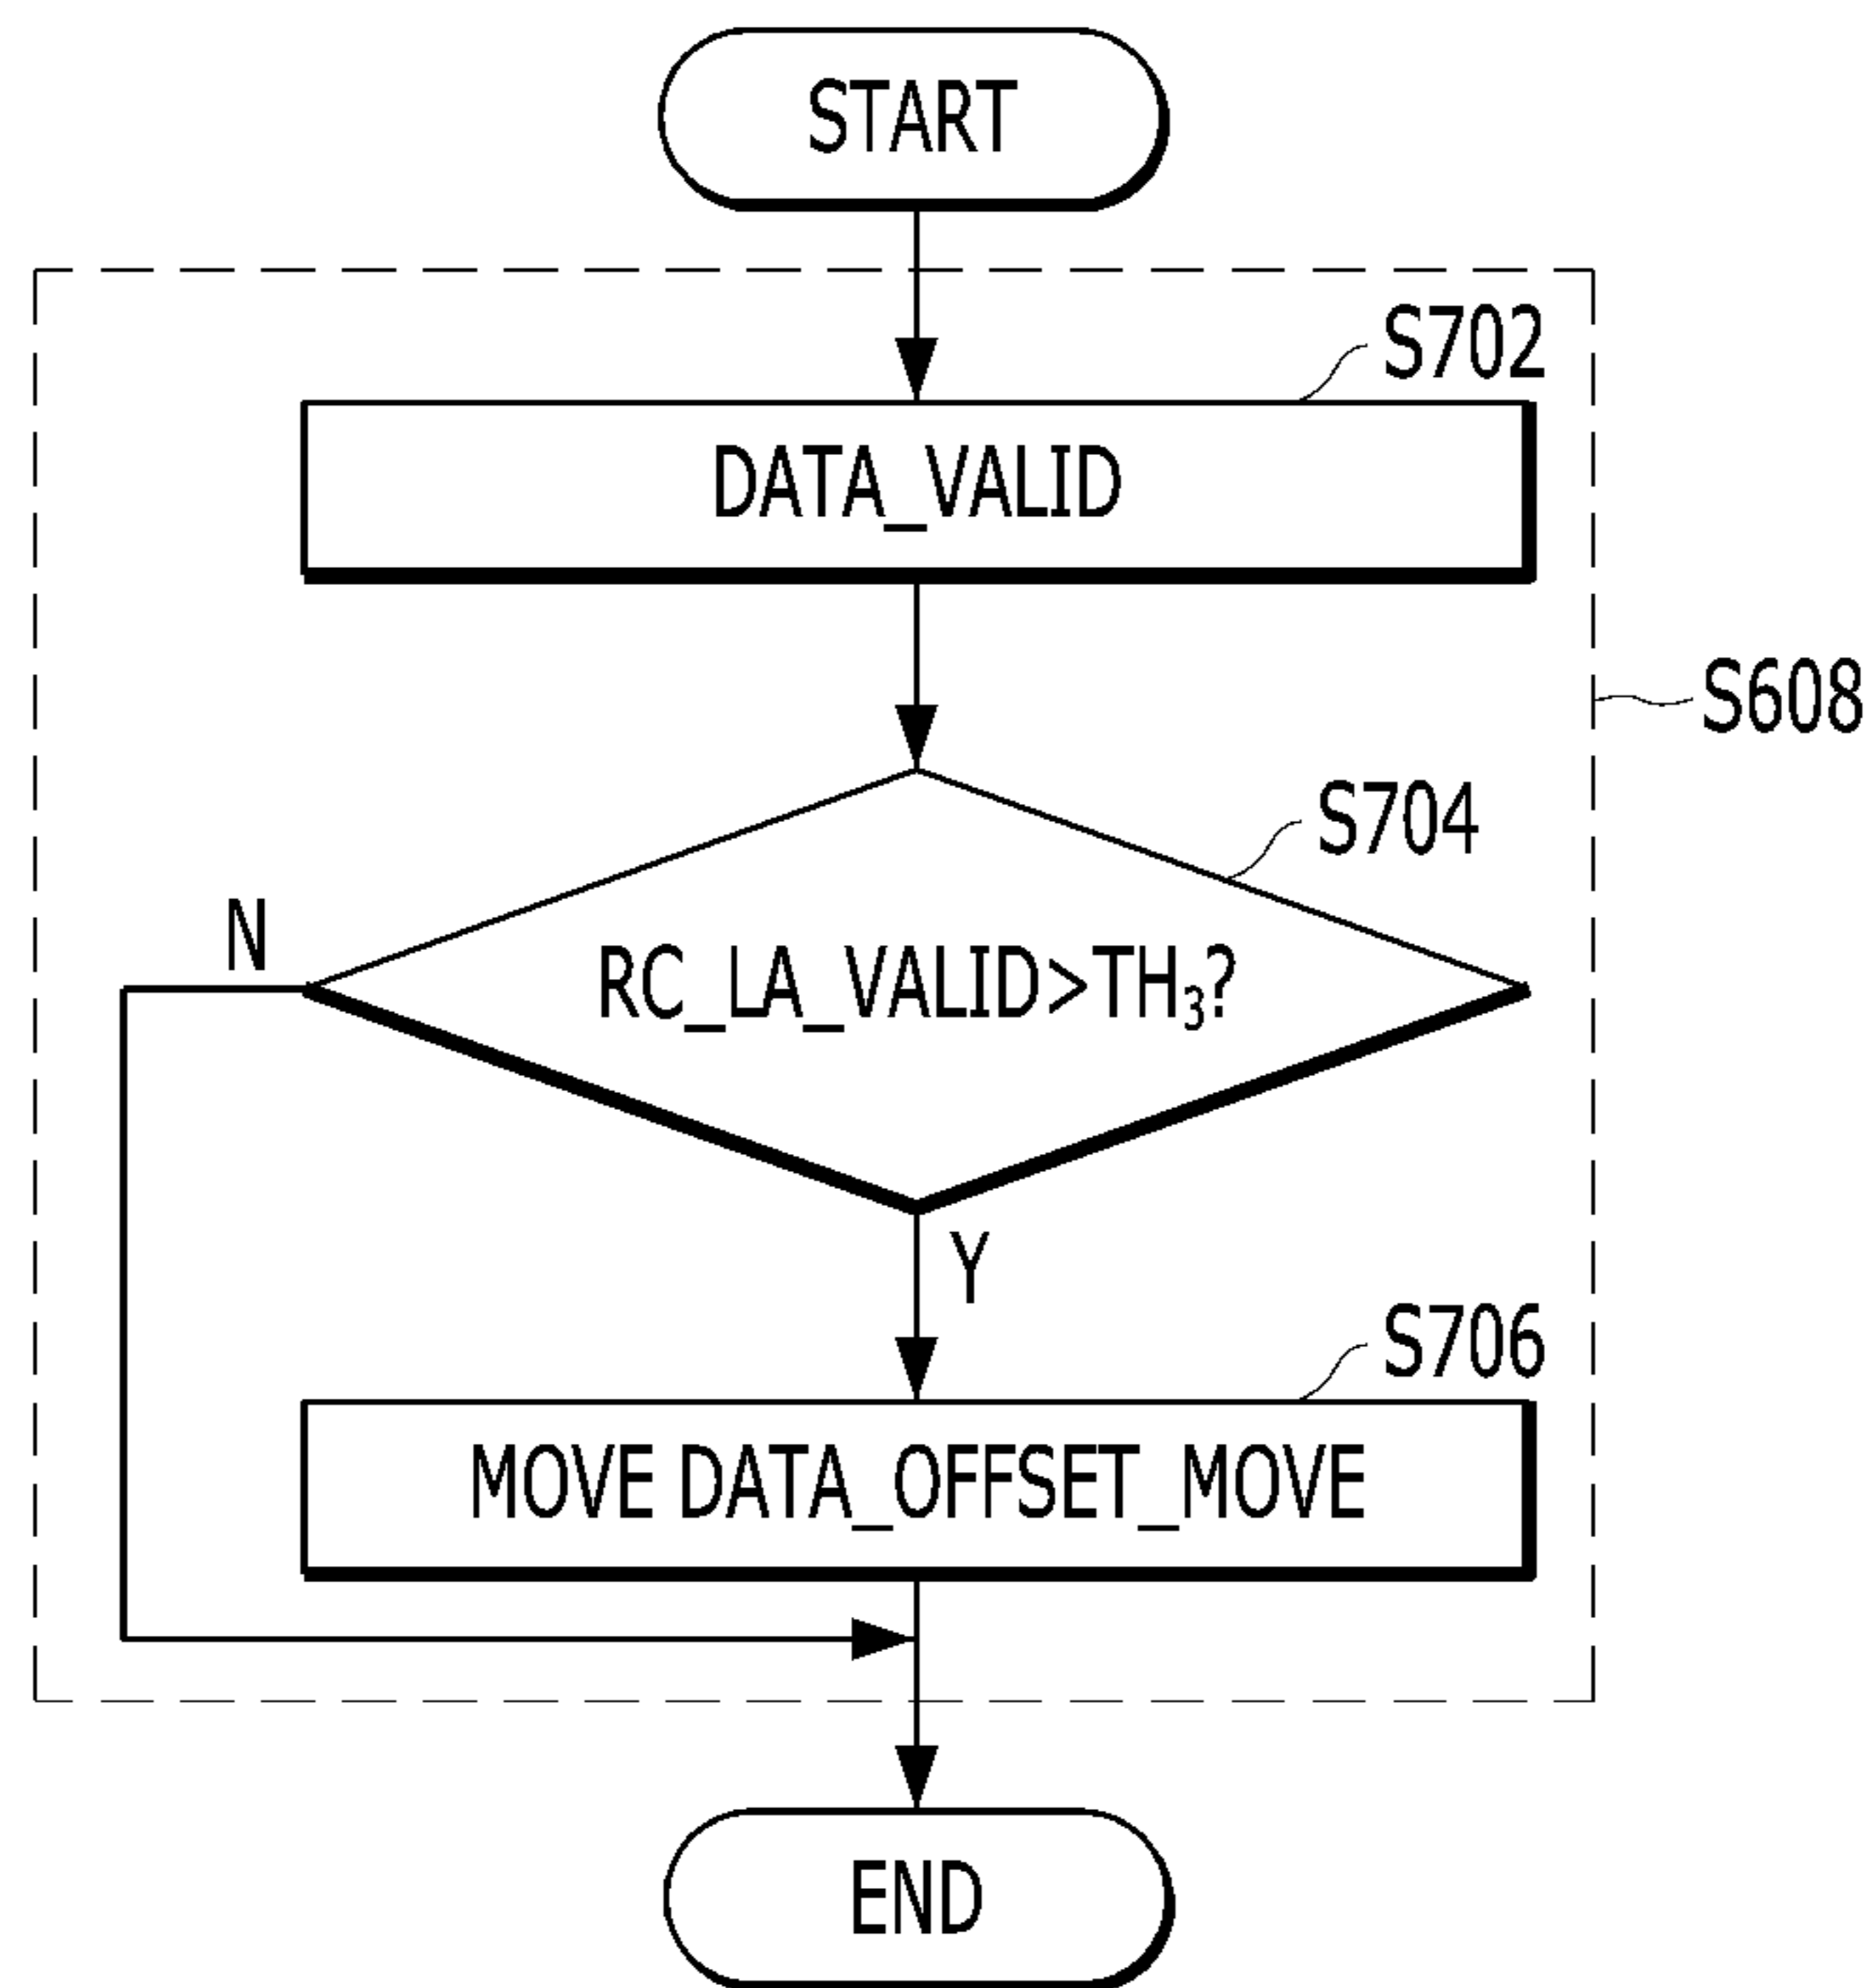 START
S702
DATA_VALID
S608
S704
N
RC_LA_VALID>TH₃?
Y
S706
MOVE DATA_OFFSET_MOVE
END